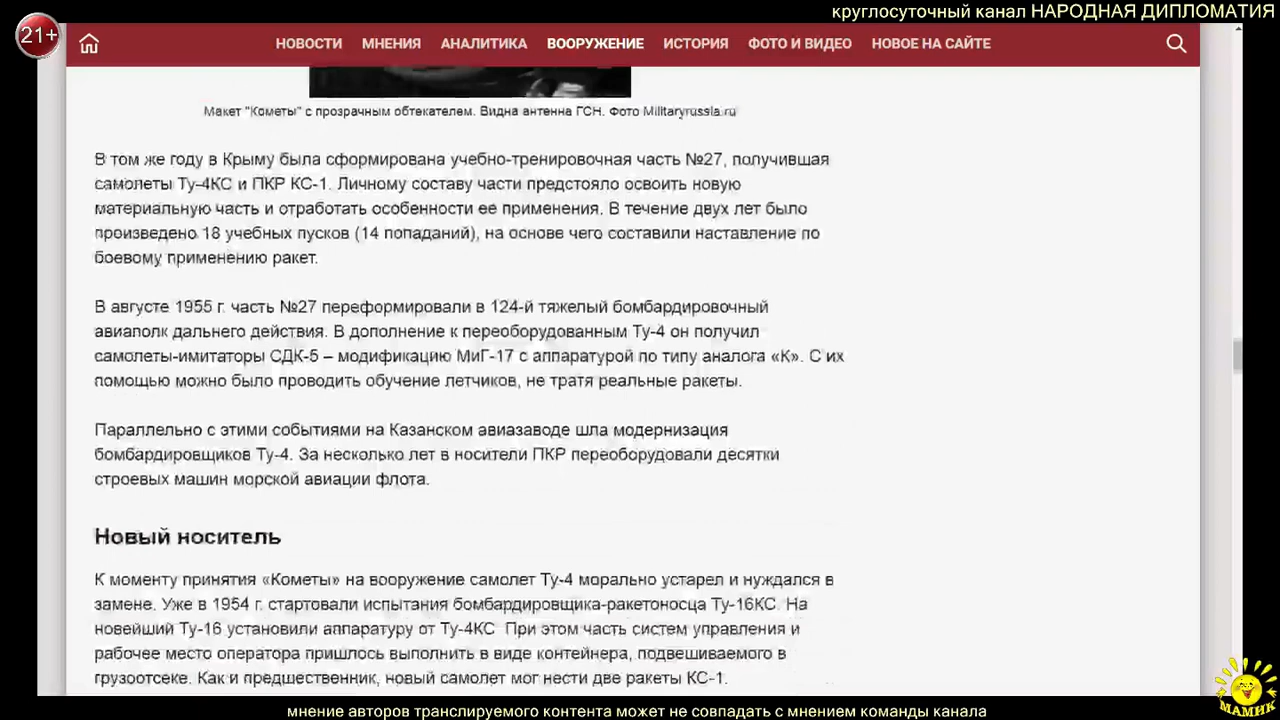 круглосуточный канал НАРОДНАЯ ДИПЛОМАТИЯ
21+
НОВОСТИ МНЕНИЯ АНАЛИТИКА ВООРУЖЕНИЕ ИСТОРИЯ ФОТО И ВИДЕО НОВОЕ НА САЙТЕ
Макет "Кометы" с прозрачным обтекателем. Видна антенна ГСН. Фото Militaryrussia.ru
В том же году в Крыму была сформирована учебно-тренировочная часть №27, получившая
самолеты Ту-4КС и ПКР КС-1. Личному составу части предстояло освоить новую
материальную часть и отработать особенности ее применения. В течение двух лет было
произведено 18 учебных пусков (14 попаданий), на основе чего составили наставление по
боевому применению ракет.
В августе 1955 г. часть №27 переформировали в 124-й тяжелый бомбардировочный
авиаполк дальнего действия. В дополнение к переоборудованным Ту-4 он получил
самолеты-имитаторы СДК-5 – модификацию МиГ-17 с аппаратурой по типу аналога «К». С их
помощью можно было проводить обучение летчиков, не тратя реальные ракеты.
Параллельно с этими событиями на Казанском авиазаводе шла модернизация
бомбардировщиков Ту-4. За несколько лет в носители ПКР переоборудовали десятки
строевых машин морской авиации флота.
Новый носитель
К моменту принятия «Кометы» на вооружение самолет Ту-4 морально устарел и нуждался в
замене. Уже в 1954 г. стартовали испытания бомбардировщика-ракетоносца Ту-16КС. На
новейший Ту-16 установили аппаратуру от Ту-4КС При этом часть систем управления и
рабочее место оператора пришлось выполнить в виде контейнера, подвешиваемого в
грузоотсеке. Как и предшественник, новый самолет мог нести две ракеты КС-1.
МАМИК
мнение авторов транслируемого контента может не совпадать с мнением команды канала